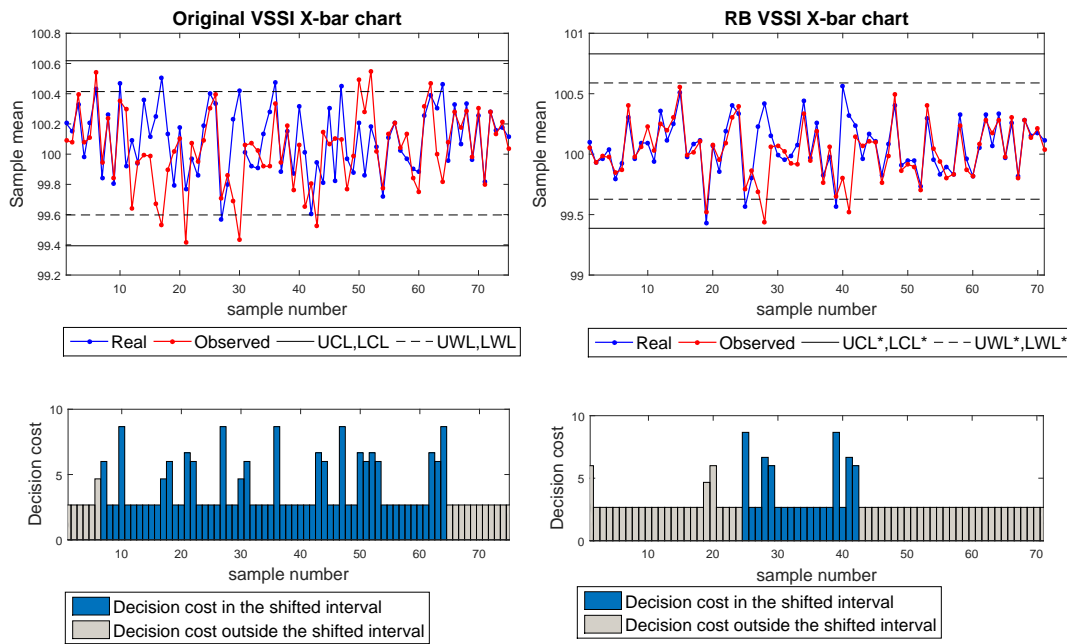 Original VSSI X-bar chart
RB VSSI X-bar chart
100.8
100.6
100.4
100.2
100
99.8
99.6
99.4
99.2
Sample mean
10 20 30 40 50 60 70
sample number
Real Observed UCL,LCL UWL,LWL
101
100.5
100
99.5
99
Sample mean
10 20 30 40 50 60 70
sample number
Real Observed UCL*,LCL* UWL*,LWL*
10
5
0
Decision cost
10 20 30 40 50 60 70
sample number
Decision cost in the shifted interval
Decision cost outside the shifted interval
10
5
0
Decision cost
10 20 30 40 50 60 70
sample number
Decision cost in the shifted interval
Decision cost outside the shifted interval